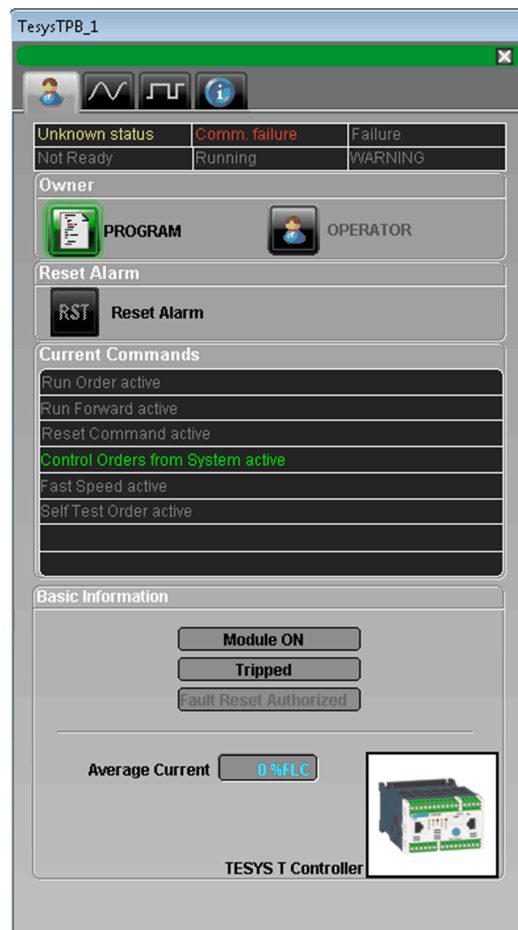 TesysTPB_1
Unknown status Comm. failure Failure
Not Ready Running WARNING
Owner
PROGRAM OPERATOR
Reset Alarm
RST Reset Alarm
Current Commands
Run Order active
Run Forward active
Reset Command active
Control Orders from System active
Fast Speed active
Self Test Order active
Basic Information
Module ON
Tripped
Fault Reset Authorized
Average Current 0 %FLC
TESYS T Controller